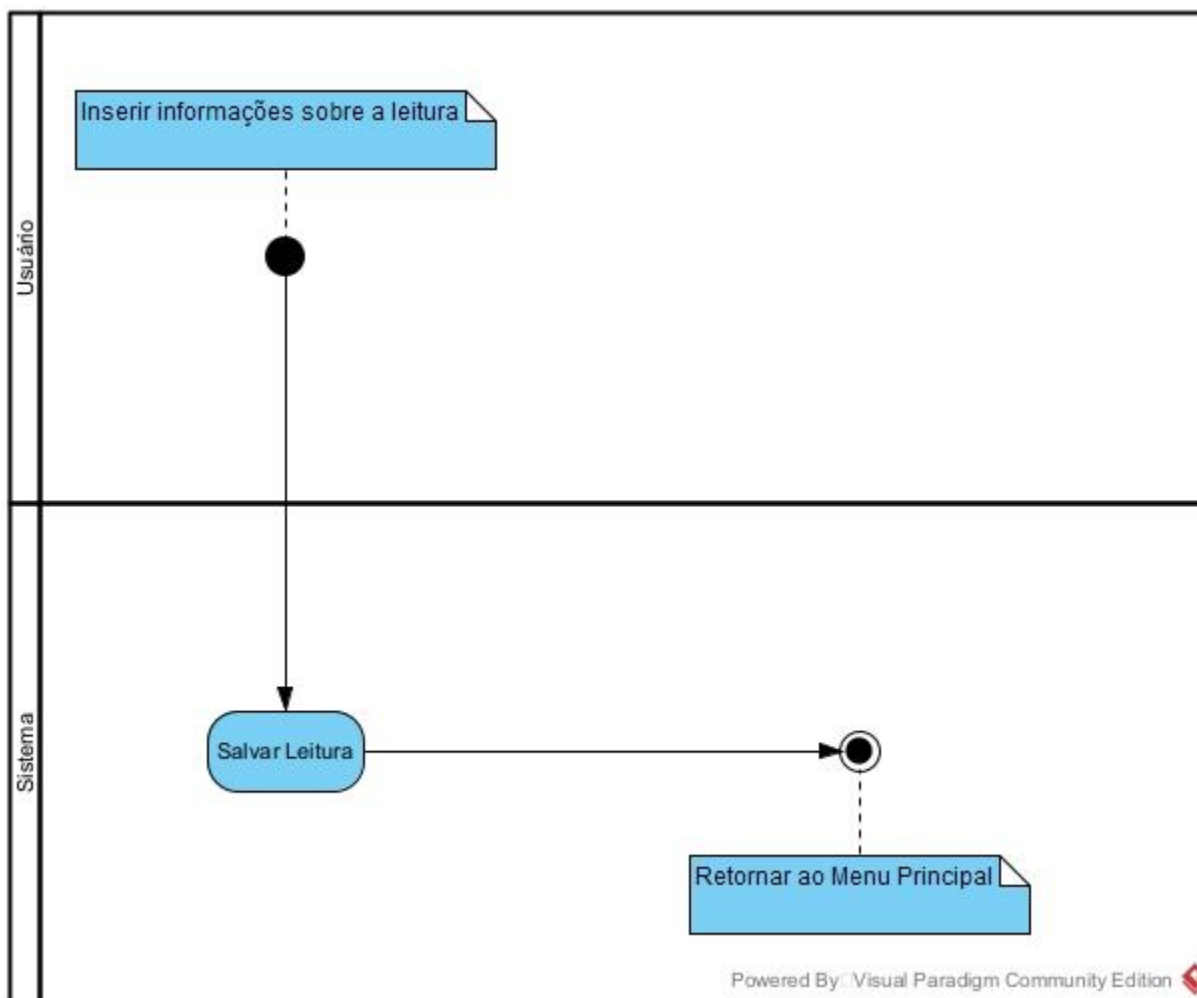 Inserir informações sobre a leitura
Usuário
Salvar Leitura
Sistema
Retornar ao Menu Principal
Powered By Visual Paradigm Community Edition